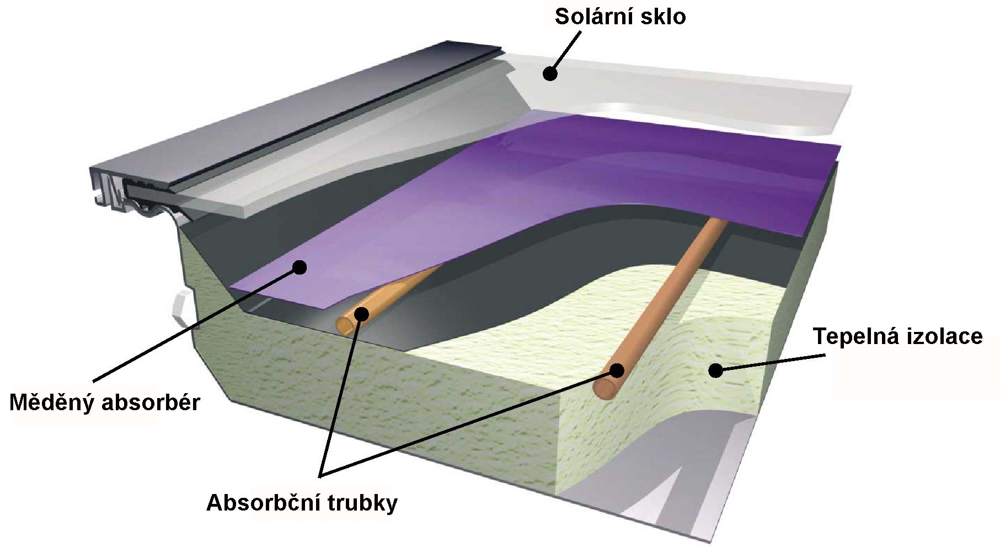 Solární sklo
Tepelná izolace
Měděný absorbér
Absorbční trubky